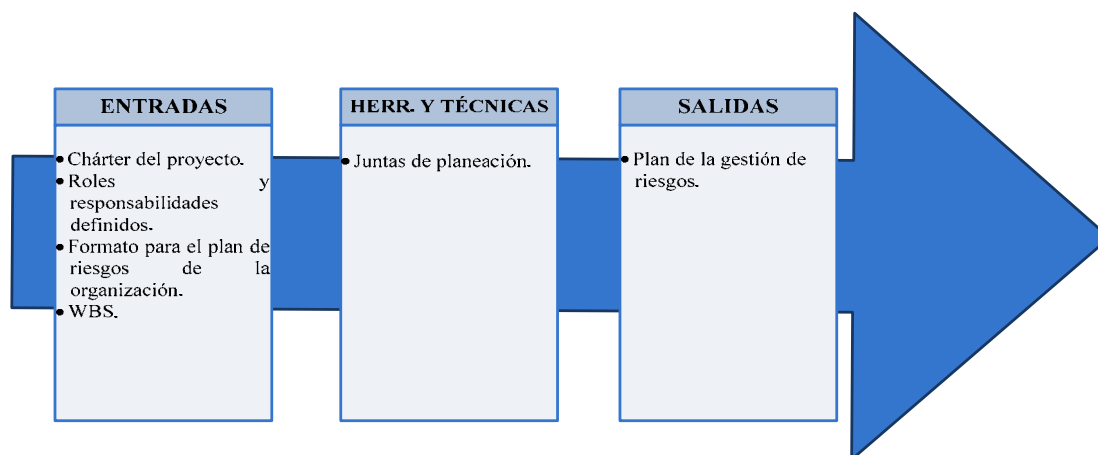 ENTRADAS
• Chárter del proyecto.
• Roles y
responsabilidades
definidos.
• Formato para el plan de
riesgos de la
organización.
• WBS.
HERR. Y TÉCNICAS
• Juntas de planeación.
SALIDAS
• Plan de la gestión de
riesgos.